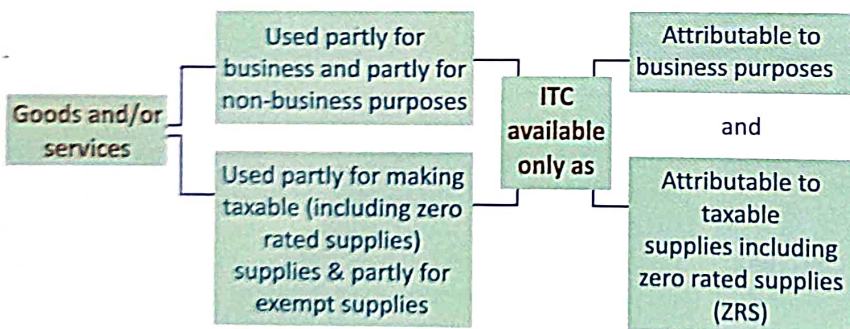 Goods and/or
services
Used partly for
business and partly for
non-business purposes
Used partly for making
taxable (including zero
rated supplies)
supplies & partly for
exempt supplies
ITC
available
only as
Attributable to
business purposes
and
Attributable to
taxable
supplies including
zero rated supplies
(ZRS)